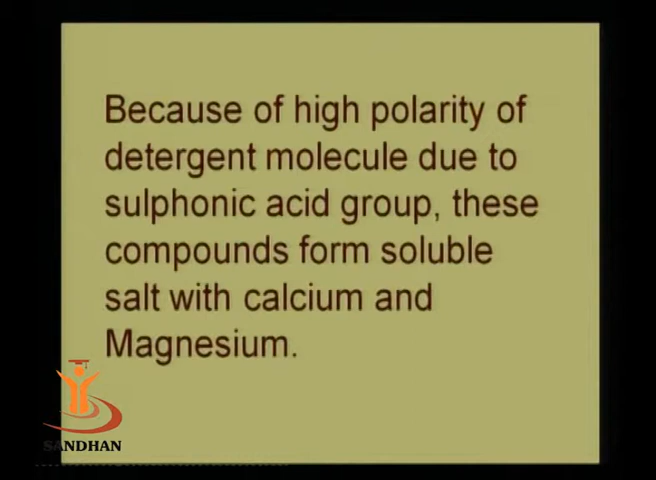 Because of high polarity of
detergent molecule due to
sulphonic acid group, these
compounds form soluble
salt with calcium and
Magnesium.
SANDHAN